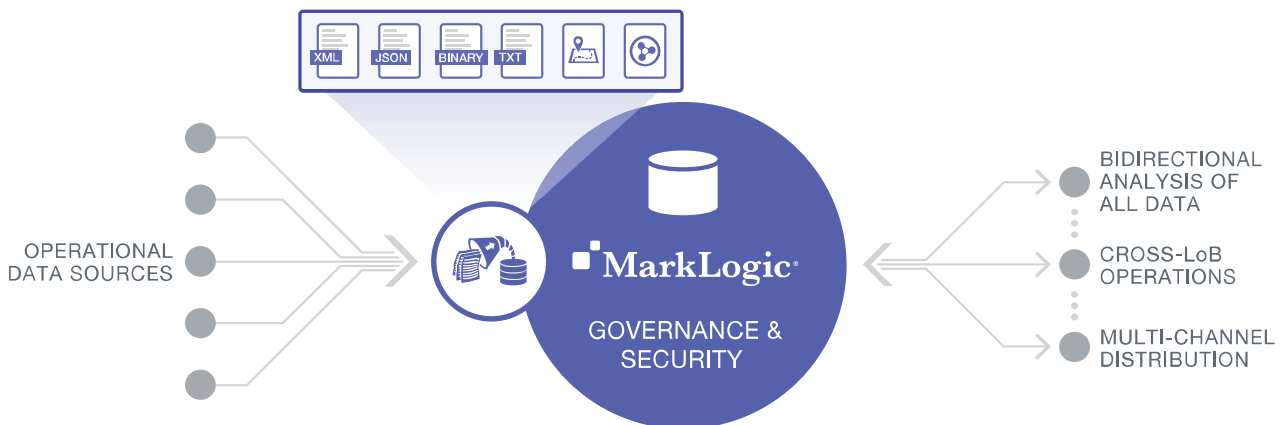 XML
JSON
BINARY
TXT
OPERATIONAL
DATA SOURCES
MarkLogic®
GOVERNANCE &
SECURITY
BIDIRECTIONAL
ANALYSIS OF
ALL DATA
CROSS-LoB
OPERATIONS
MULTI-CHANNEL
DISTRIBUTION